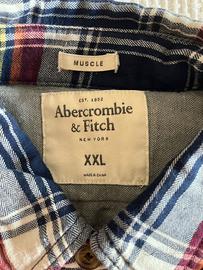 MUSCLE
EST. 1892
Abercrombie
& Fitch
NEW YORK
XXL
MADE IN CHINA